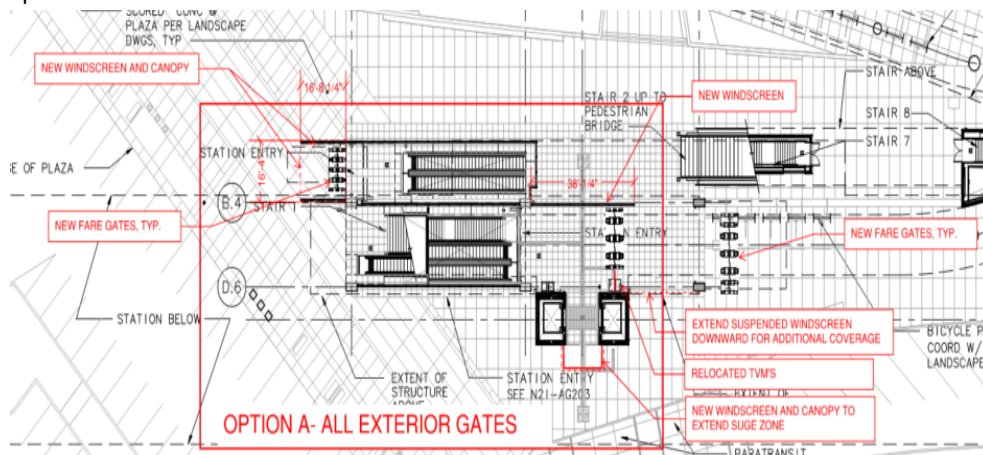 SCORED CONC @
PLAZA PER LANDSCAPE
DWGS, TYP
NEW WINDSCREEN AND CANOPY
16'-8 1/4"
STAIR ABOVE
STAIR 2 UP TO
PEDESTRIAN
BRIDGE
NEW WINDSCREEN
STAIR 8
STAIR 7
STATION ENTRY
E OF PLAZA
16'-4"
B.4
STAIR 1
NEW FARE GATES, TYP.
ENTRY
NEW FARE GATES, TYP.
D.6
STATION BELOW
EXTEND SUSPENDED WINDSCREEN
DOWNWARD FOR ADDITIONAL COVERAGE
BICYCLE P
COORD W/
LANDSCAPE
RELOCATED TVM'S
EXTENT OF
STRUCTURE
ABOVE
STATION ENTRY
SEE N21-AG203
EXTENT OF
NEW WINDSCREEN AND CANOPY TO
EXTEND SUGE ZONE
OPTION A- ALL EXTERIOR GATES
PARATRANSIT